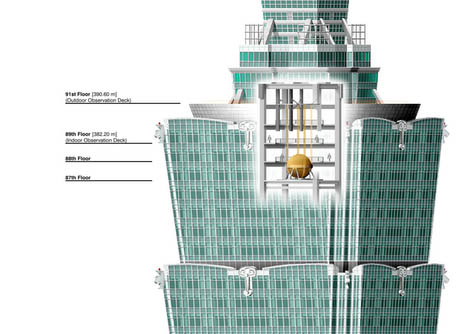 91st Floor [390.60 m]
(Outdoor Observation Deck)
89th Floor [382.20 m]
(Indoor Observation Deck)
88th Floor
87th Floor